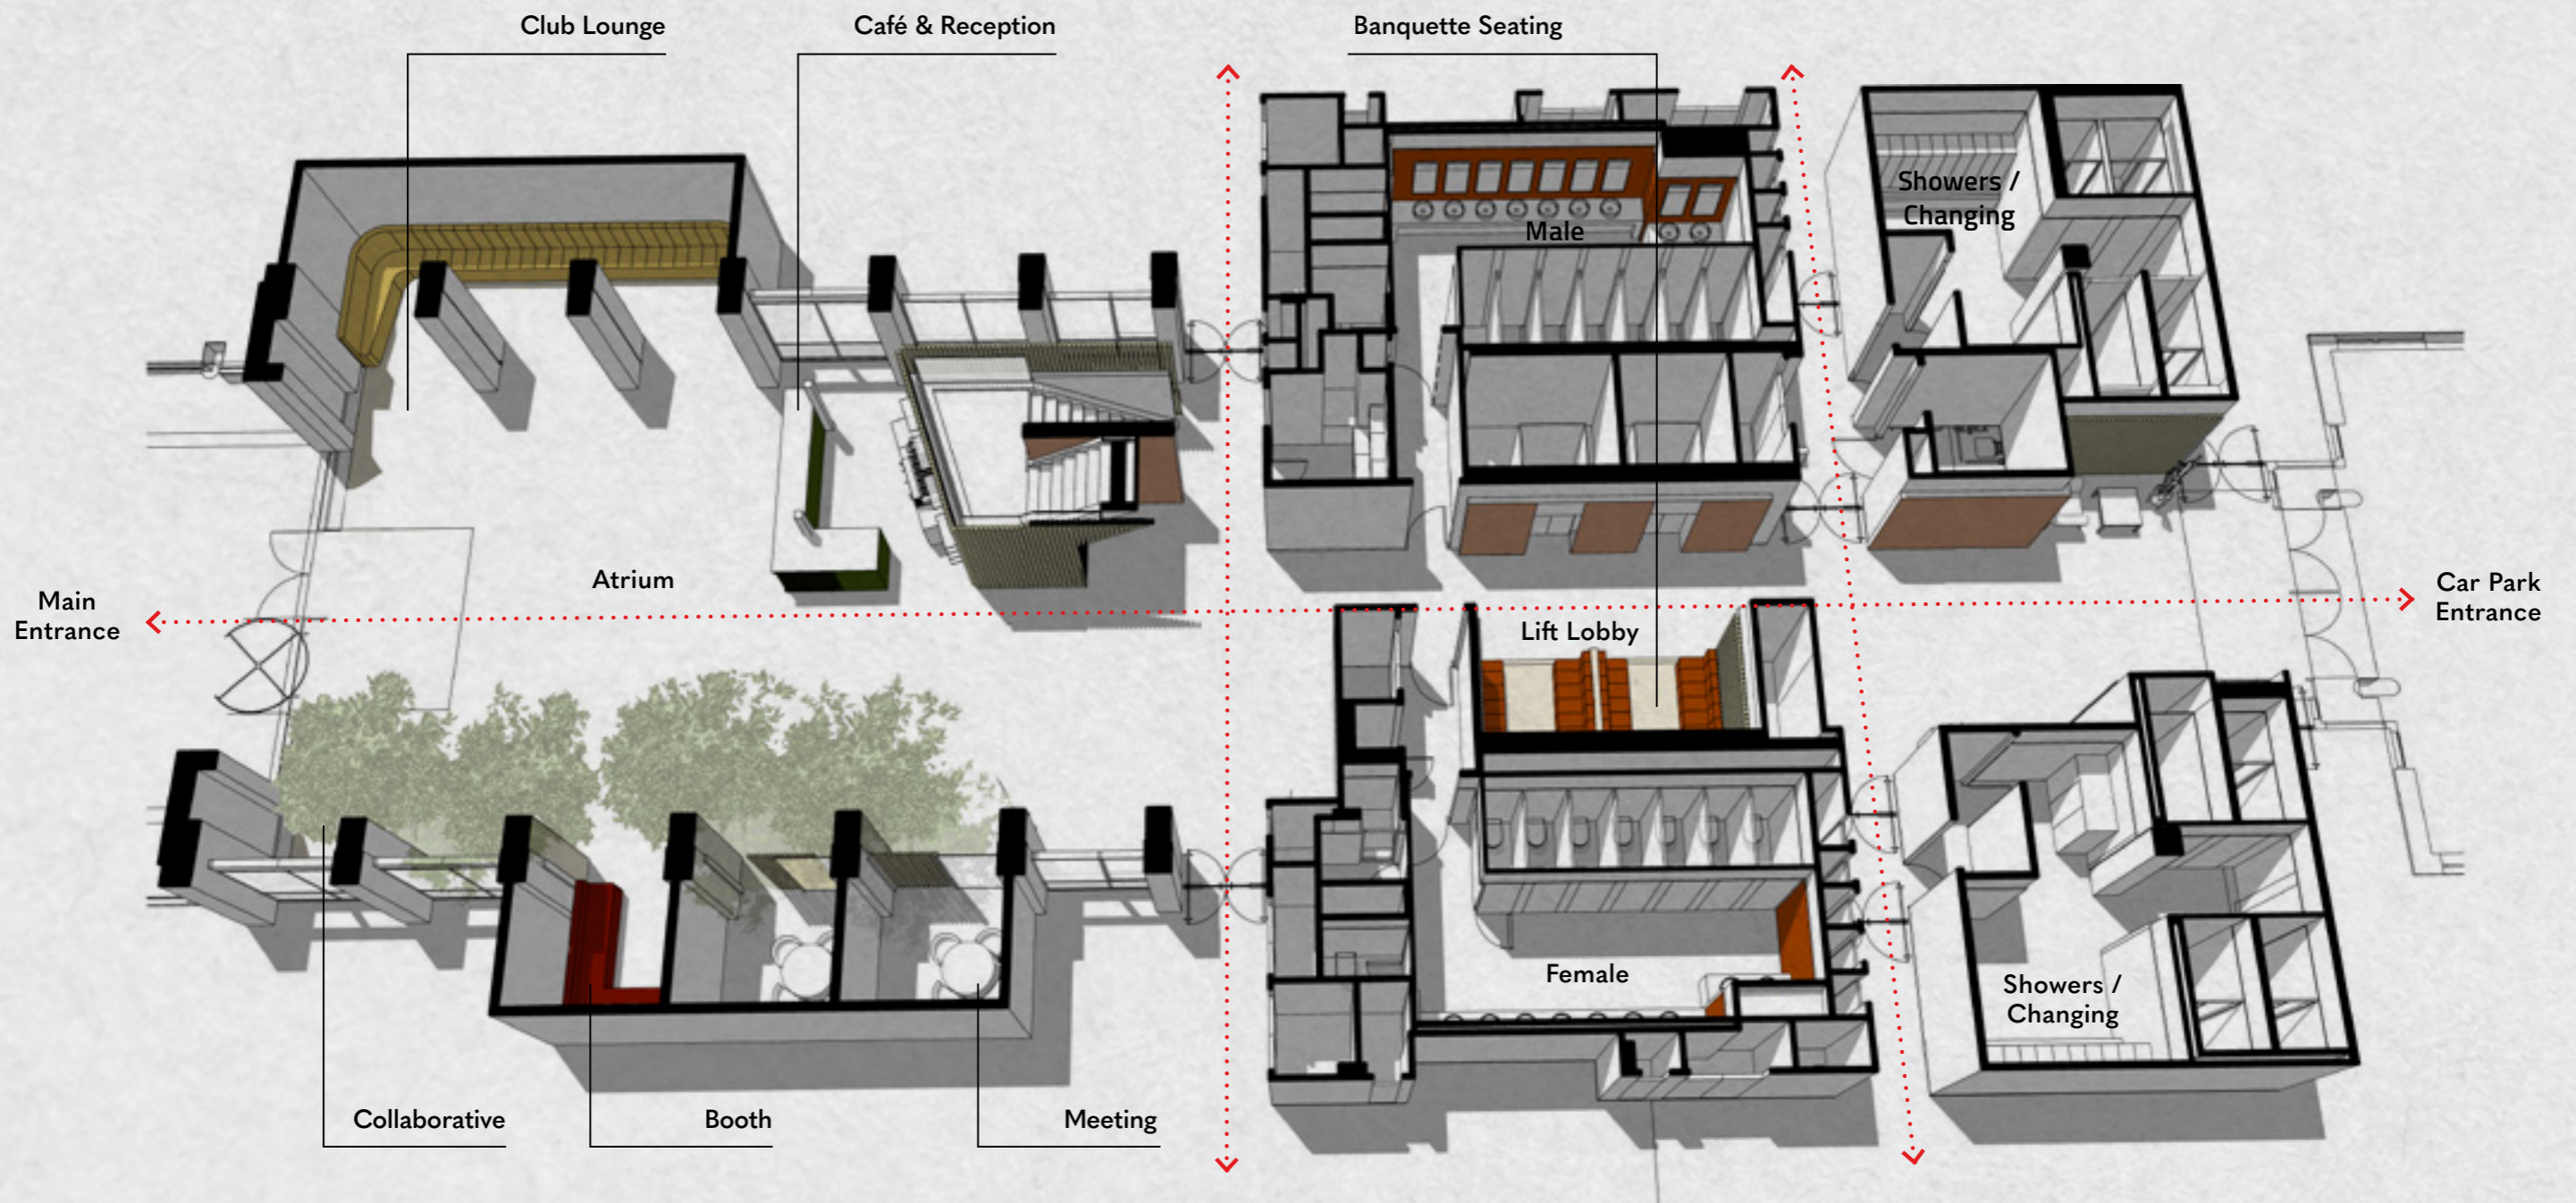 Club Lounge
Café & Reception
Banquette Seating
Showers /
Changing
Male
Atrium
Main
Entrance
Car Park
Entrance
Lift Lobby
Female
Showers /
Changing
Collaborative
Booth
Meeting